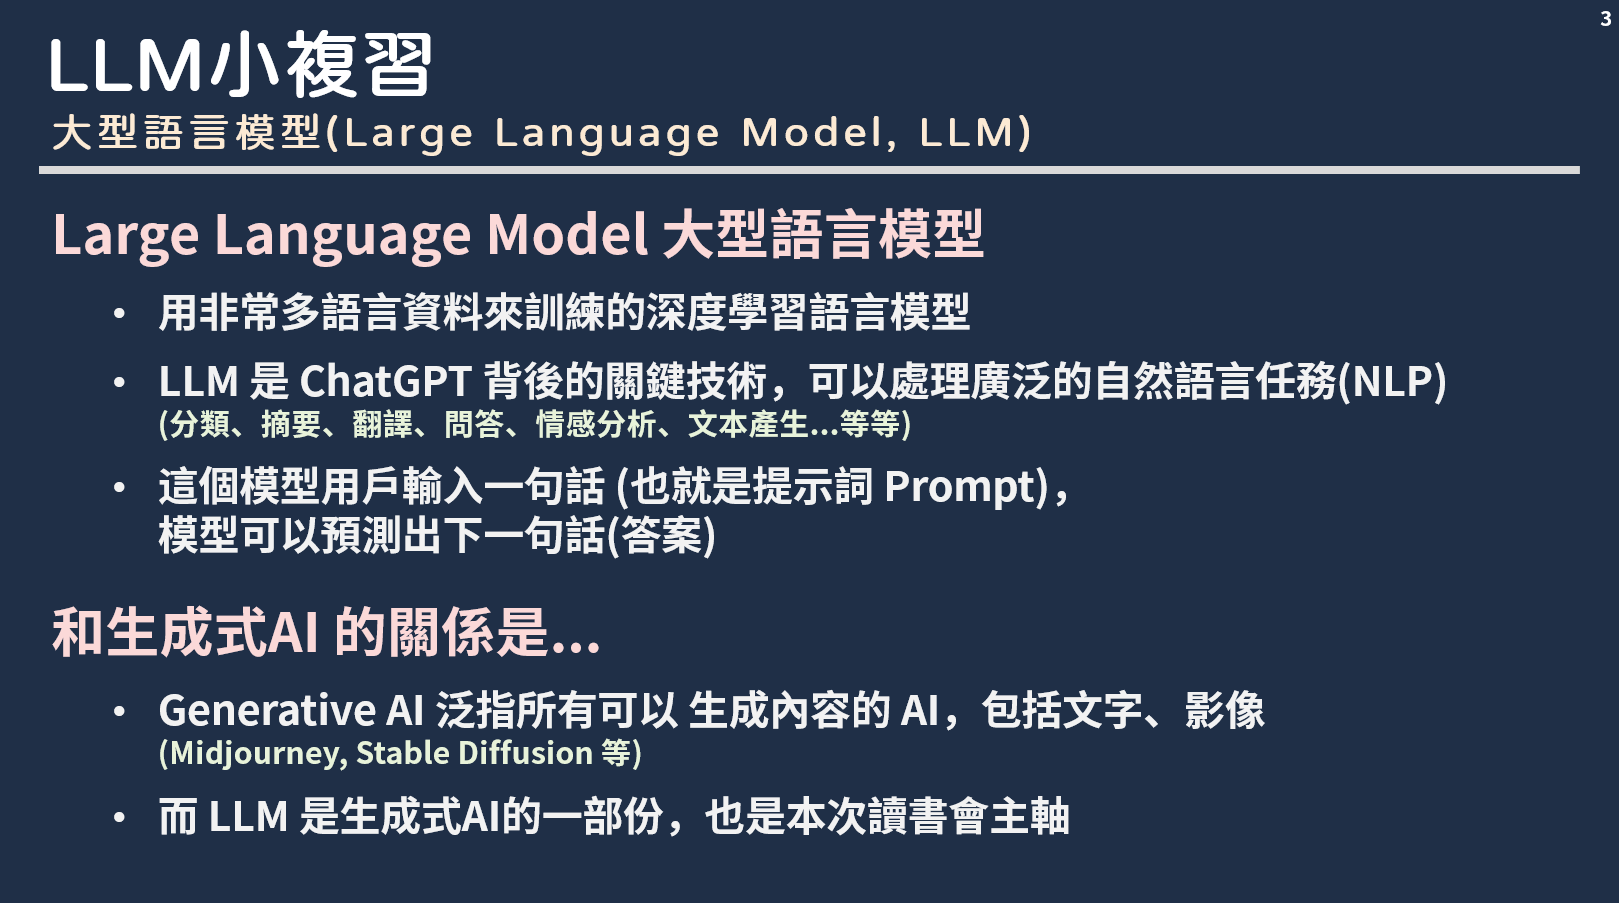 3
LLM小複習
大型語言模型(Large Language Model, LLM)
Large Language Model 大型語言模型
• 用非常多語言資料來訓練的深度學習語言模型
• LLM 是 ChatGPT 背後的關鍵技術，可以處理廣泛的自然語言任務(NLP)
(分類、摘要、翻譯、問答、情感分析、文本產生...等等)
• 這個模型用戶輸入一句話 (也就是提示詞 Prompt)，
模型可以預測出下一句話(答案)
和生成式AI 的關係是...
• Generative AI 泛指所有可以 生成內容的 AI，包括文字、影像
(Midjourney, Stable Diffusion 等)
• 而 LLM 是生成式AI的一部份，也是本次讀書會主軸